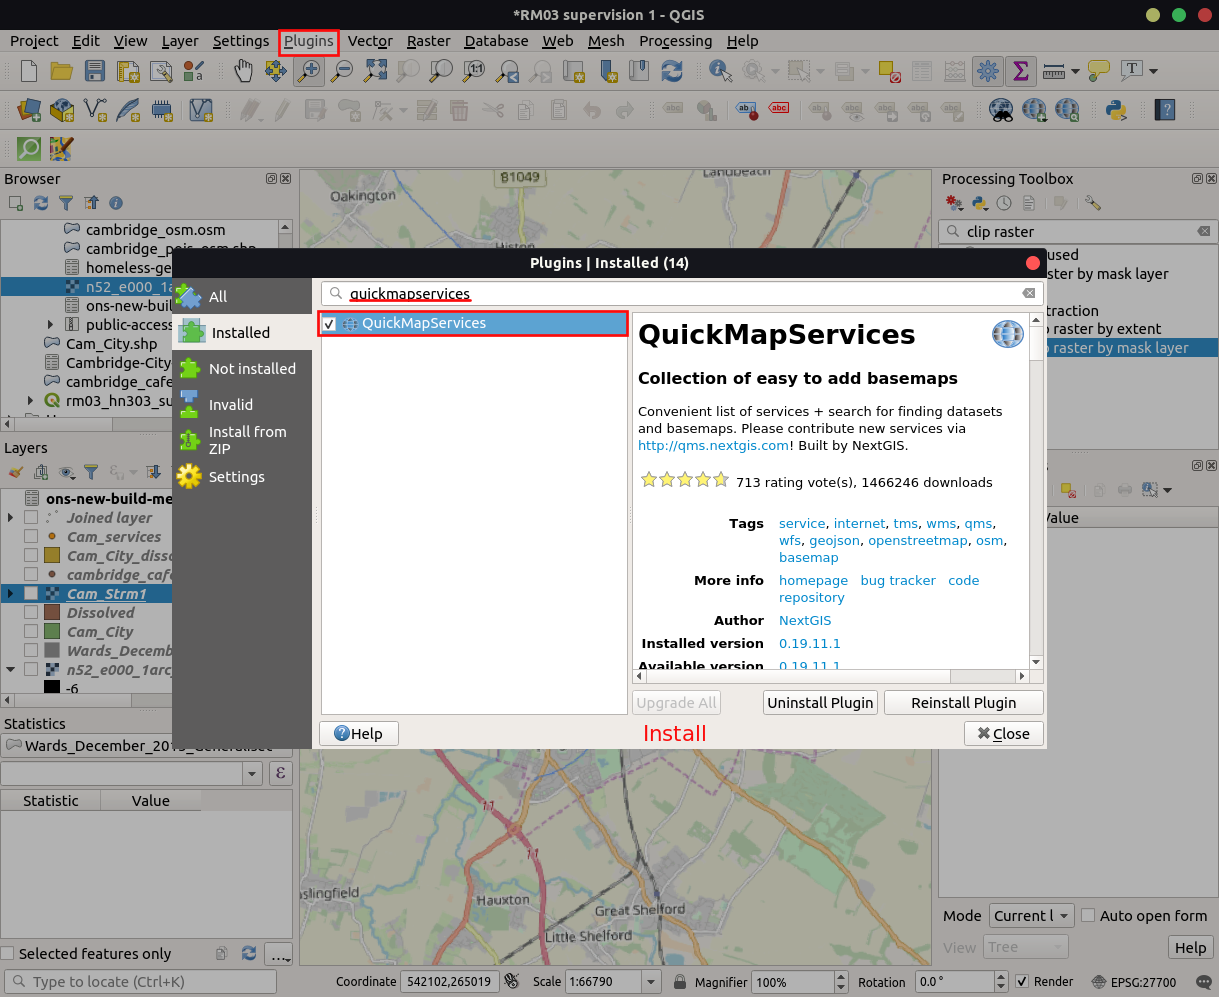 *RM03 supervision 1 - QGIS
Project Edit View Layer Settings Plugins Vector Raster Database Web Mesh Processing Help
Browser
cambridge_osm.osm
cambridge_pois_osm.shp
homeless-ge
n52_e000_1ar
ons-new-buil
public-access
Cam_City.shp
Cambridge-City
cambridge_cafe
rm03_hn303_su
Layers
ons-new-build-me
Joined layer
Cam_services
Cam_City_disso
cambridge_cafe
Cam_Strm1
Dissolved
Cam_City
Wards_Decemb
n52_e000_1arc
-6
Statistics
Wards_December_2015_Generalised
Statistic Value
Selected features only
Type to locate (Ctrl+K)
B1049
Oakington
Histon
Landbeach
Plugins | Installed (14)
All
Installed
Not installed
Invalid
Install from
ZIP
Settings
quickmapservices
QuickMapServices
QuickMapServices
Collection of easy to add basemaps
Convenient list of services + search for finding datasets
and basemaps. Please contribute new services via
http://qms.nextgis.com! Built by NextGIS.
713 rating vote(s), 1466246 downloads
Tags service, internet, tms, wms, qms,
wfs, geojson, openstreetmap, osm,
basemap
More info homepage bug tracker code
repository
Author NextGIS
Installed version 0.19.11.1
Available version 0.19.11.1
Upgrade All Uninstall Plugin Reinstall Plugin
Help Install Close
11
11
aslingfield
Hauxton
Great Shelford
Little Shelford
Processing Toolbox
clip raster
used
ster by mask layer
traction
p raster by extent
p raster by mask layer
Value
Mode Current l Auto open form
View Tree Help
Coordinate 542102,265019 Scale 1:66790 Magnifier 100% Rotation 0.0 ° Render EPSG:27700